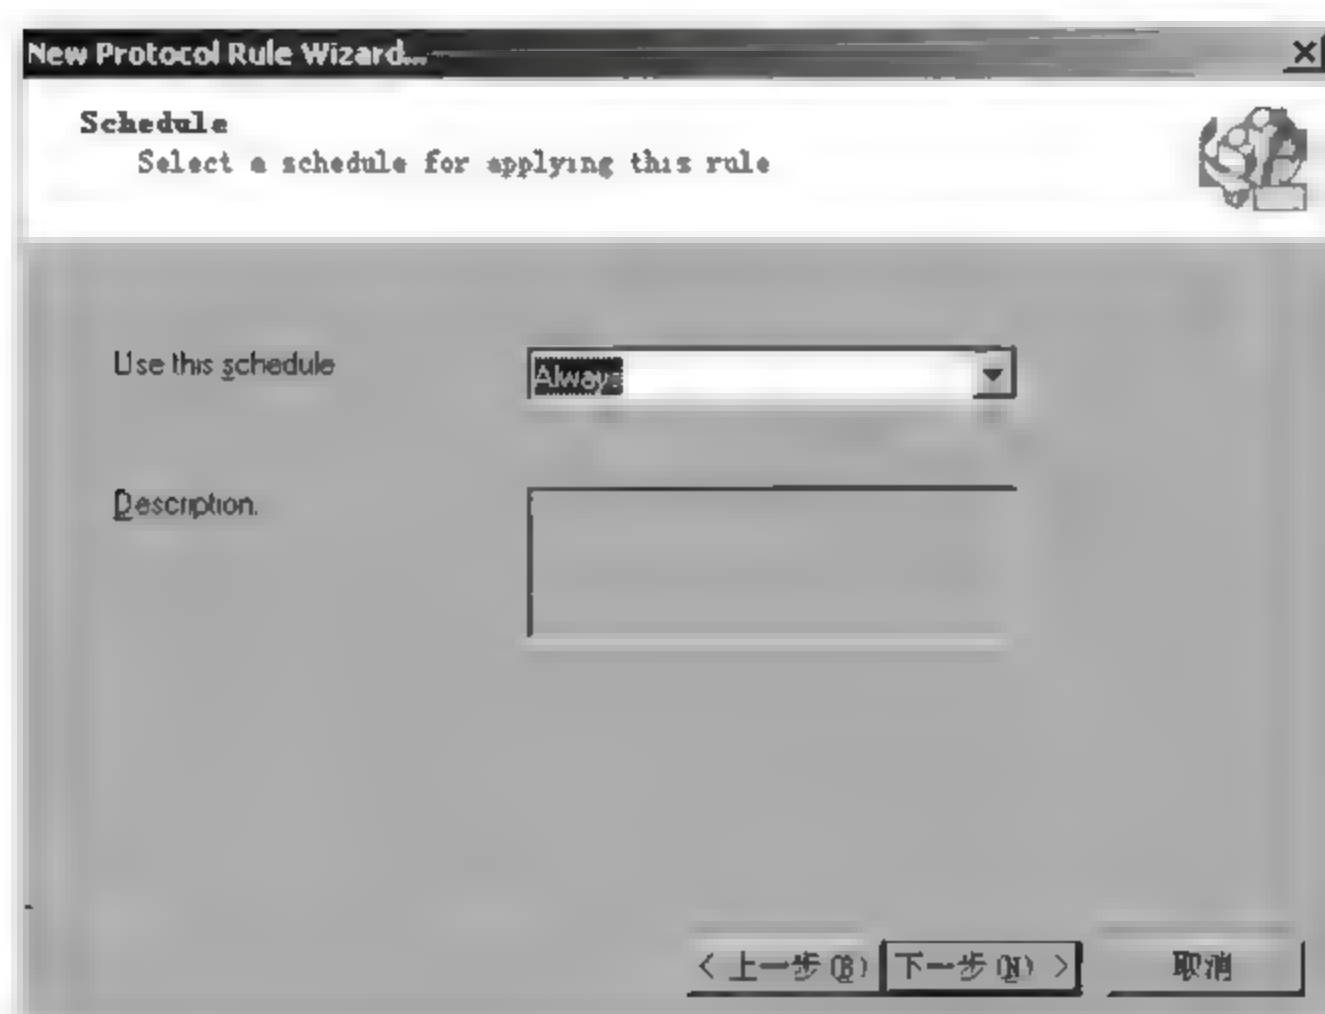 New Protocol Rule Wizard...
Schedule
Select a schedule for applying this rule
Use this schedule
Always
Description.
< 上一步(B)
下一步(N) >
取消